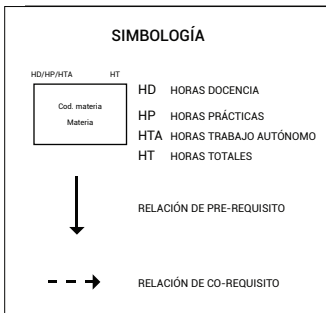 SIMBOLOGÍA
HD/HP/HTA HT
Cod. materia
Materia
HD HORAS DOCENCIA
HP HORAS PRÁCTICAS
HTA HORAS TRABAJO AUTÓNOMO
HT HORAS TOTALES
RELACIÓN DE PRE-REQUISITO
RELACIÓN DE CO-REQUISITO